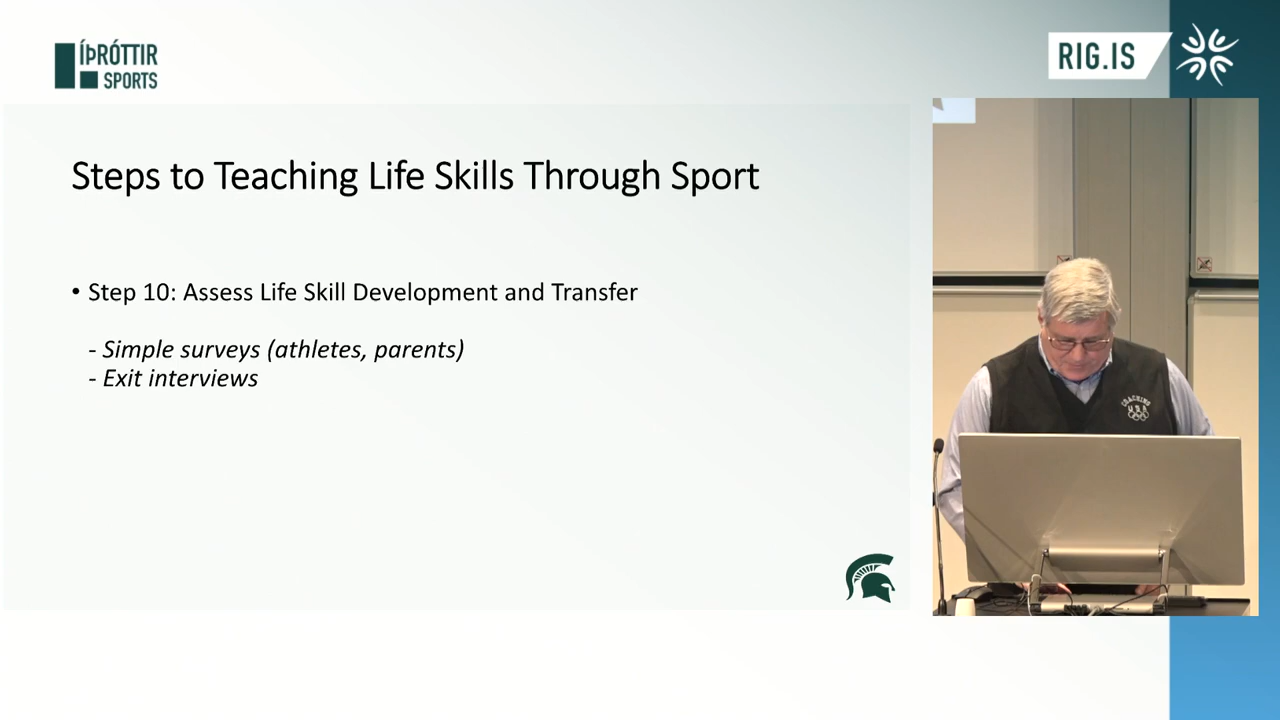 ÍÞRÓTTIR
SPORTS
RIG.IS
Steps to Teaching Life Skills Through Sport
• Step 10: Assess Life Skill Development and Transfer
- Simple surveys (athletes, parents)
- Exit interviews
COACHING
USA